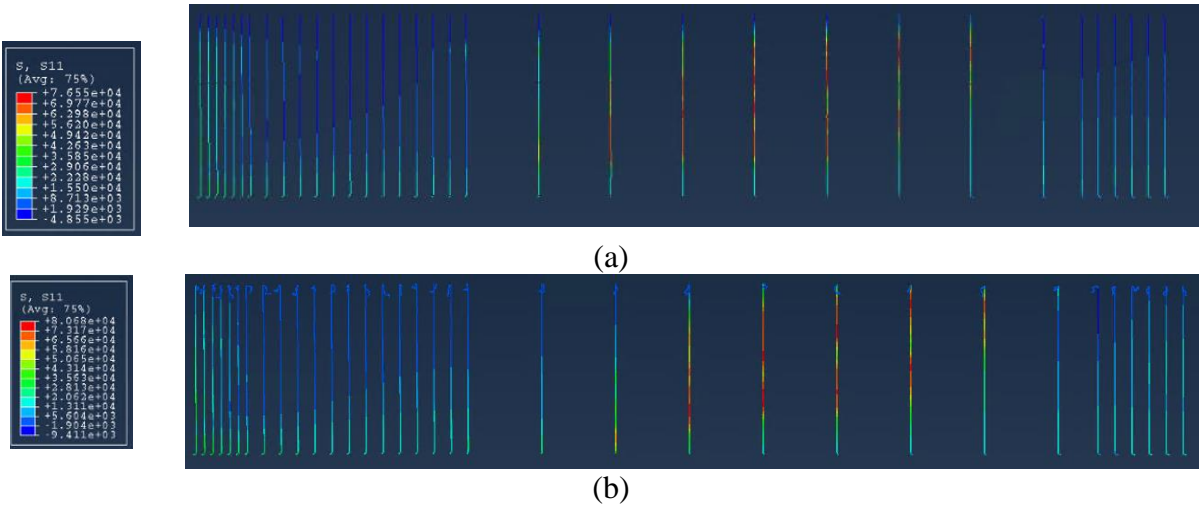 S, S11
(Avg: 75%)
+7.655e+04
+6.977e+04
+6.298e+04
+5.620e+04
+4.942e+04
+4.263e+04
+3.585e+04
+2.906e+04
+2.228e+04
+1.550e+04
+8.713e+03
+1.929e+03
-4.855e+03
(a)
S, S11
(Avg: 75%)
+8.068e+04
+7.317e+04
+6.566e+04
+5.816e+04
+5.065e+04
+4.314e+04
+3.563e+04
+2.813e+04
+2.062e+04
+1.311e+04
+5.604e+03
-1.904e+03
-9.411e+03
(b)